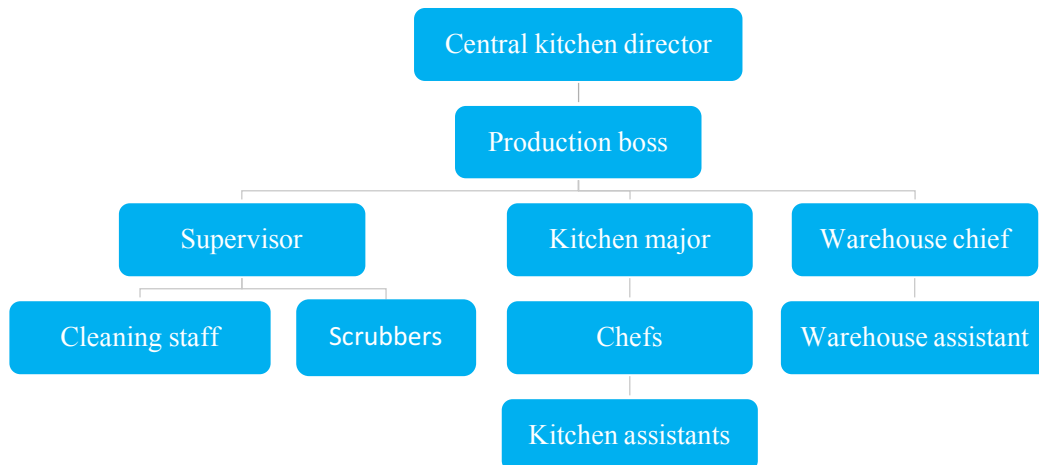 Central kitchen director
Production boss
Supervisor
Kitchen major
Warehouse chief
Cleaning staff
Scrubbers
Chefs
Warehouse assistant
Kitchen assistants